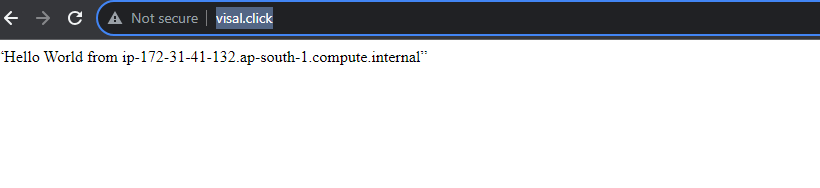 Not secure visal.click
“Hello World from ip-172-31-41-132.ap-south-1.compute.internal”